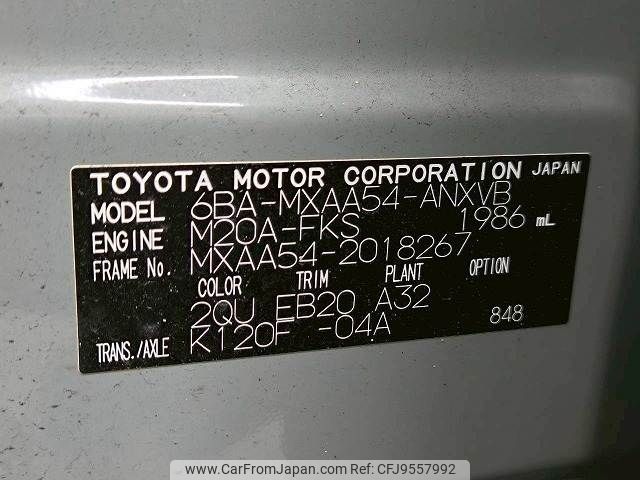 TOYOTA MOTOR CORPORATION JAPAN
MODEL 6BA-MXAA54-ANXVB
ENGINE M20A-FKS 1986 mL
FRAME No. MXAA54-2018267
COLOR TRIM PLANT OPTION
2QU EB20 A32
TRANS./AXLE K120F -04A 848
www.CarFromJapan.com (ID:CFJ9557992)